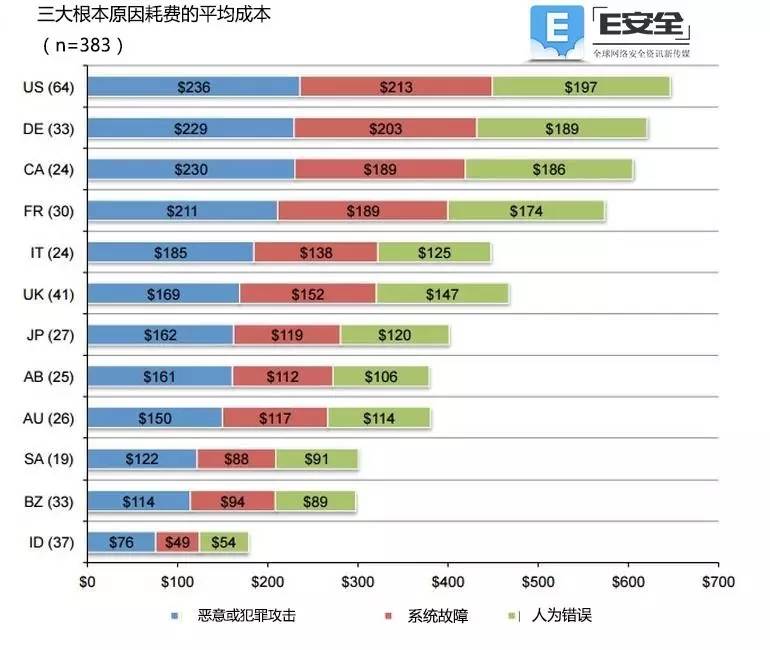 三大根本原因耗费的平均成本
（n=383）
E安全
全球网络安全资讯新传媒
US (64) $236 $213 $197
DE (33) $229 $203 $189
CA (24) $230 $189 $186
FR (30) $211 $189 $174
IT (24) $185 $138 $125
UK (41) $169 $152 $147
JP (27) $162 $119 $120
AB (25) $161 $112 $106
AU (26) $150 $117 $114
SA (19) $122 $88 $91
BZ (33) $114 $94 $89
ID (37) $76 $49 $54
$0 $100 $200 $300 $400 $500 $600 $700
恶意或犯罪攻击 系统故障 人为错误